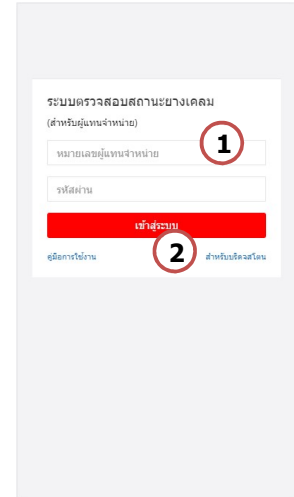 ระบบตรวจสอบสถานะยางเคลม
(สำหรับผู้แทนจำหน่าย)
หมายเลขผู้แทนจำหน่าย 1
รหัสผ่าน
เข้าสู่ระบบ
คู่มือการใช้งาน 2 สำหรับบริดจสโตน